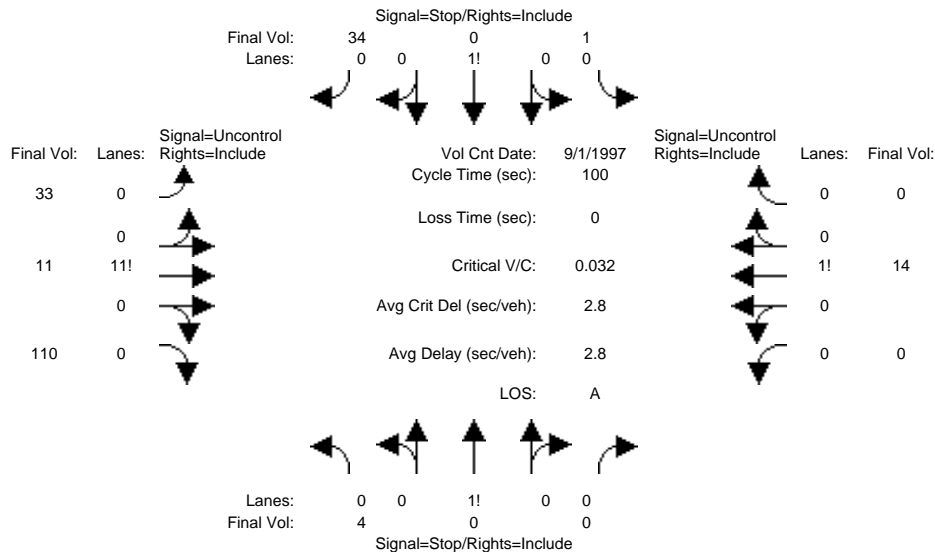 Signal=Stop/Rights=Include
Final Vol: 34 0 1
Lanes: 0 0 1! 0 0
Signal=Uncontrol
Final Vol: Lanes: Rights=Include
Vol Cnt Date: 9/1/1997
Signal=Uncontrol
Rights=Include Lanes: Final Vol:
Cycle Time (sec): 100
33 0
0 0
Loss Time (sec): 0
0
0
11 11!
Critical V/C: 0.032
1! 14
0
Avg Crit Del (sec/veh): 2.8
0
110 0
Avg Delay (sec/veh): 2.8
0 0
LOS: A
Lanes: 0 0 1! 0 0
Final Vol: 4 0 0
Signal=Stop/Rights=Include